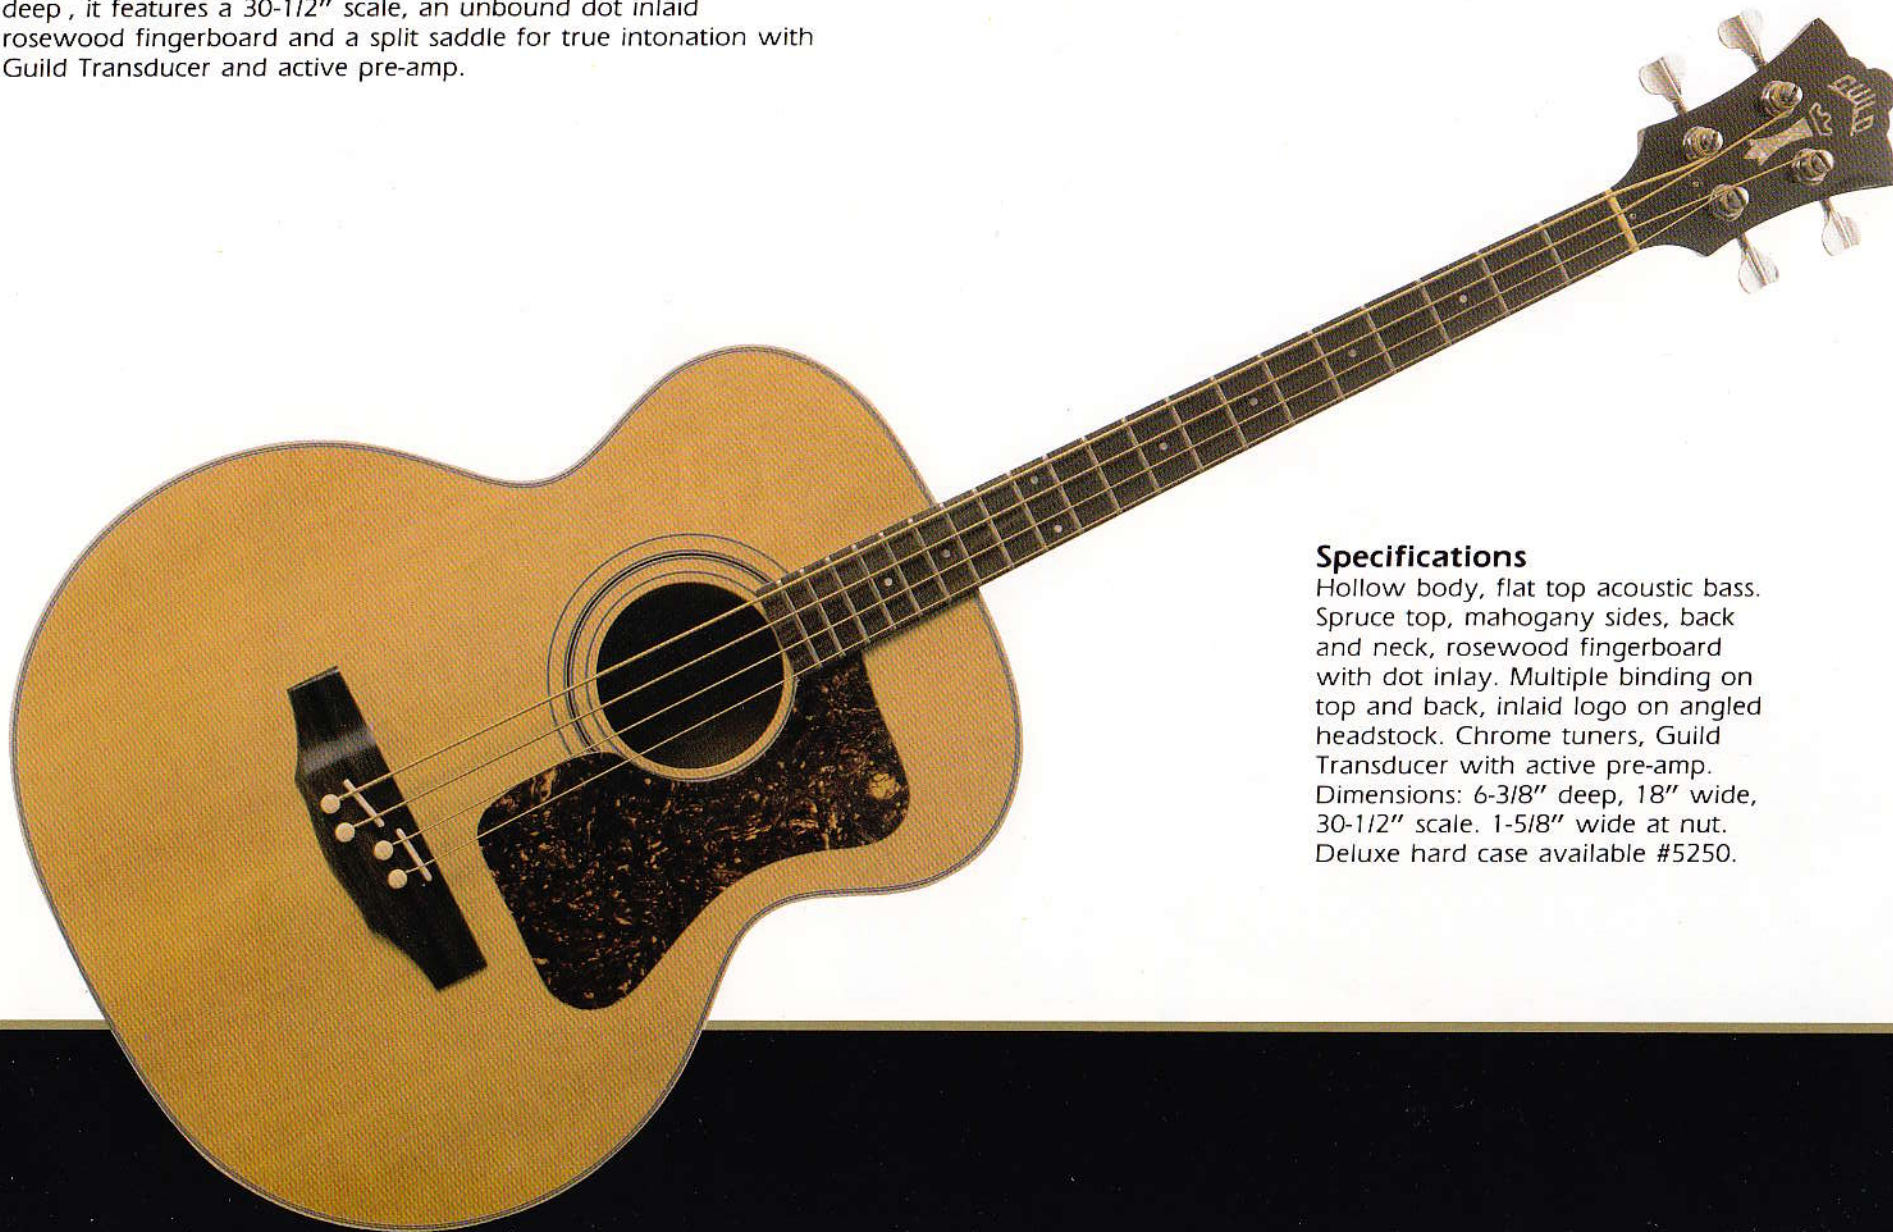 deep , it features a 30-1/2" scale, an unbound dot inlaid
rosewood fingerboard and a split saddle for true intonation with
Guild Transducer and active pre-amp.
GUILD
Specifications
Hollow body, flat top acoustic bass.
Spruce top, mahogany sides, back
and neck, rosewood fingerboard
with dot inlay. Multiple binding on
top and back, inlaid logo on angled
headstock. Chrome tuners, Guild
Transducer with active pre-amp.
Dimensions: 6-3/8" deep, 18" wide,
30-1/2" scale. 1-5/8" wide at nut.
Deluxe hard case available #5250.